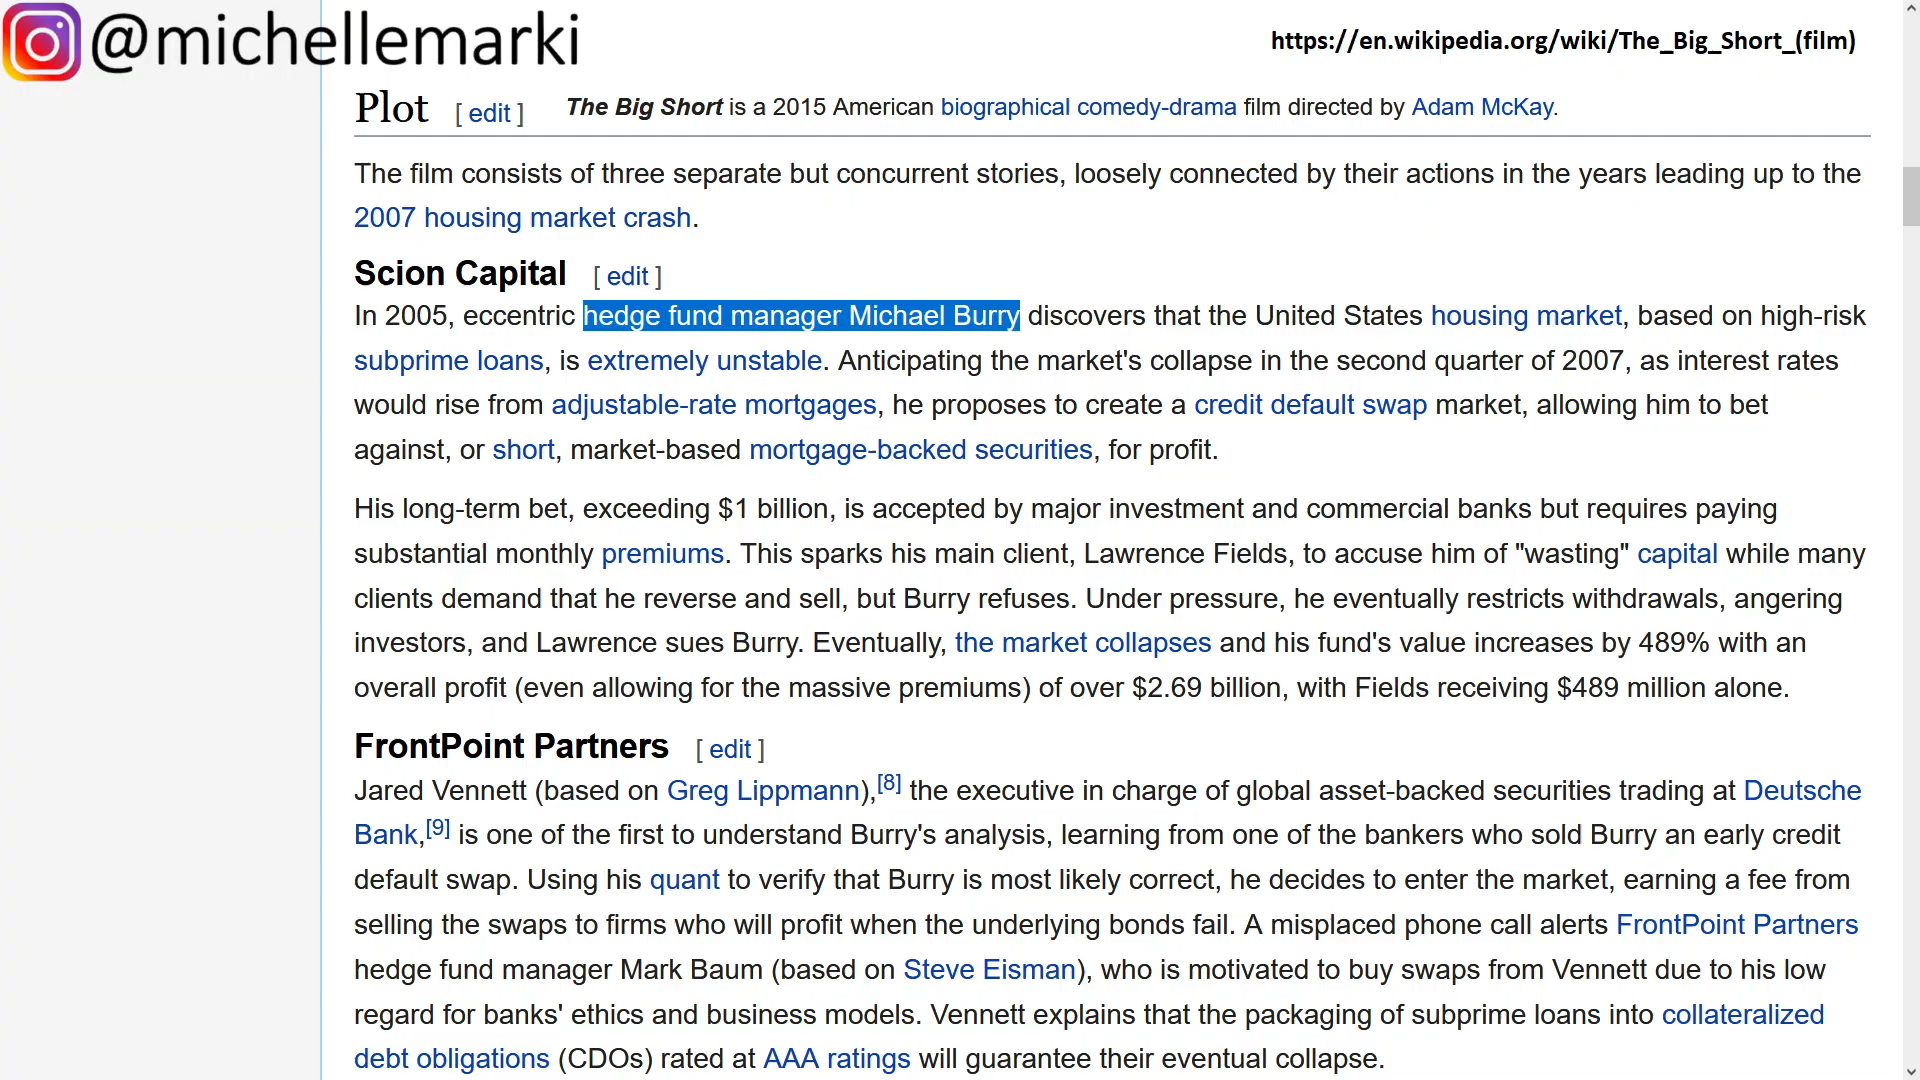 @michellemarki
https://en.wikipedia.org/wiki/The_Big_Short_(film)
Plot [ edit ] The Big Short is a 2015 American biographical comedy-drama film directed by Adam McKay.
The film consists of three separate but concurrent stories, loosely connected by their actions in the years leading up to the
2007 housing market crash.
Scion Capital [ edit ]
In 2005, eccentric hedge fund manager Michael Burry discovers that the United States housing market, based on high-risk
subprime loans, is extremely unstable. Anticipating the market's collapse in the second quarter of 2007, as interest rates
would rise from adjustable-rate mortgages, he proposes to create a credit default swap market, allowing him to bet
against, or short, market-based mortgage-backed securities, for profit.
His long-term bet, exceeding $1 billion, is accepted by major investment and commercial banks but requires paying
substantial monthly premiums. This sparks his main client, Lawrence Fields, to accuse him of "wasting" capital while many
clients demand that he reverse and sell, but Burry refuses. Under pressure, he eventually restricts withdrawals, angering
investors, and Lawrence sues Burry. Eventually, the market collapses and his fund's value increases by 489% with an
overall profit (even allowing for the massive premiums) of over $2.69 billion, with Fields receiving $489 million alone.
FrontPoint Partners [ edit ]
Jared Vennett (based on Greg Lippmann),[8] the executive in charge of global asset-backed securities trading at Deutsche
Bank,[9] is one of the first to understand Burry's analysis, learning from one of the bankers who sold Burry an early credit
default swap. Using his quant to verify that Burry is most likely correct, he decides to enter the market, earning a fee from
selling the swaps to firms who will profit when the underlying bonds fail. A misplaced phone call alerts FrontPoint Partners
hedge fund manager Mark Baum (based on Steve Eisman), who is motivated to buy swaps from Vennett due to his low
regard for banks' ethics and business models. Vennett explains that the packaging of subprime loans into collateralized
debt obligations (CDOs) rated at AAA ratings will guarantee their eventual collapse.